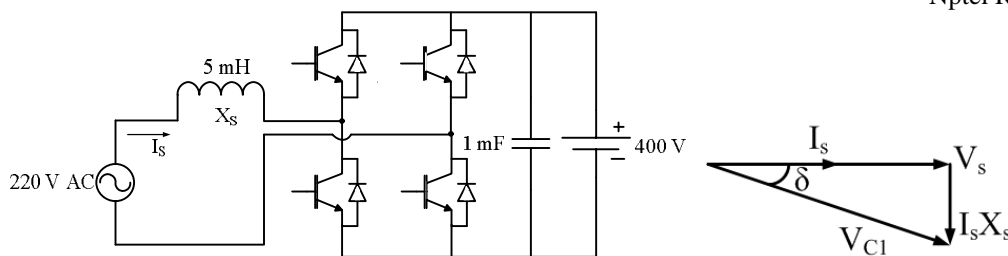 5 mH
X_S
I_S
220 V AC
1 mF
+
400 V
−
I_s
V_s
δ
I_sX_s
V_C1